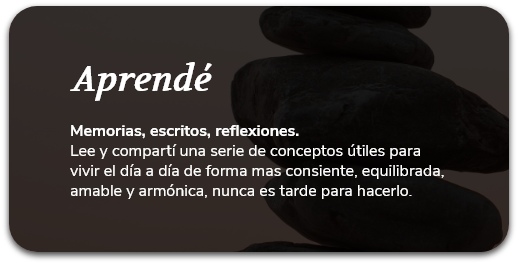 Aprendé
Memorias, escritos, reflexiones.
Lee y compartí una serie de conceptos útiles para
vivir el día a día de forma mas consiente, equilibrada,
amable y armónica, nunca es tarde para hacerlo.